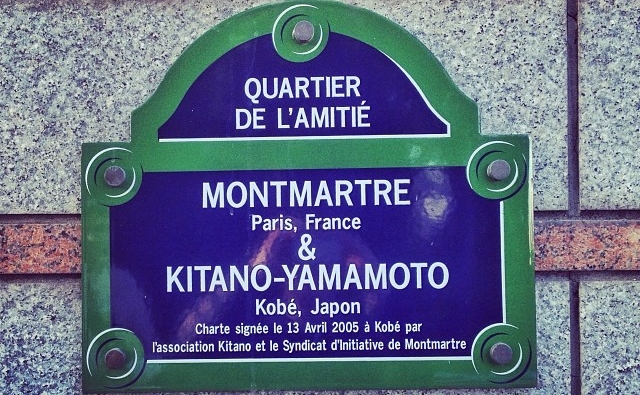 QUARTIER
DE L'AMITIÉ
MONTMARTRE
Paris, France
&
KITANO-YAMAMOTO
Kobé, Japon
Charte signée le 13 Avril 2005 à Kobé par
l'association Kitano et le Syndicat d'Initiative de Montmartre